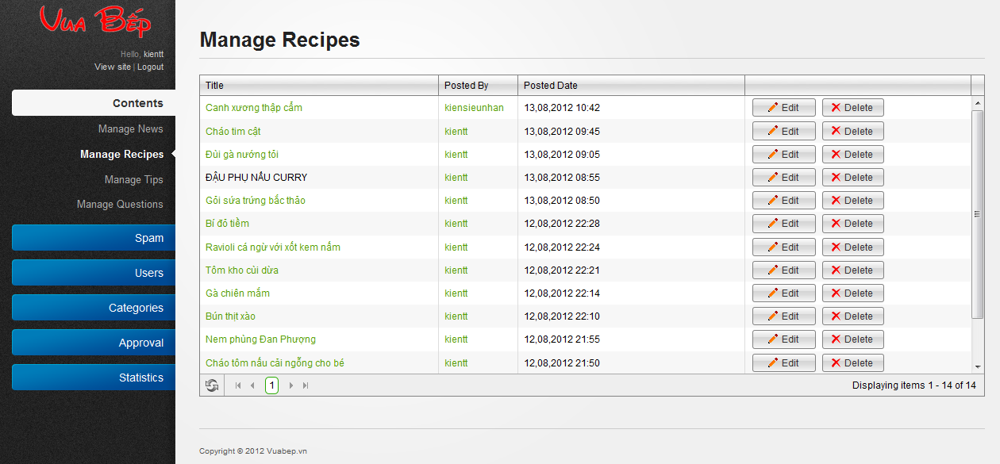 Vua Bếp
Hello, kientt
View site | Logout
Contents
Manage News
Manage Recipes
Manage Tips
Manage Questions
Spam
Users
Categories
Approval
Statistics
Manage Recipes
Title Posted By Posted Date
Canh xương thập cẩm kiensieunhan 13,08,2012 10:42 Edit Delete
Cháo tim cật kientt 13,08,2012 09:45 Edit Delete
Đùi gà nướng tỏi kientt 13,08,2012 09:05 Edit Delete
ĐẬU PHỤ NẤU CURRY kientt 13,08,2012 08:55 Edit Delete
Gỏi sứa trứng bắc thảo kientt 13,08,2012 08:50 Edit Delete
Bí đỏ tiềm kientt 12,08,2012 22:28 Edit Delete
Ravioli cá ngừ với xốt kem nấm kientt 12,08,2012 22:24 Edit Delete
Tôm kho cùi dừa kientt 12,08,2012 22:21 Edit Delete
Gà chiên mắm kientt 12,08,2012 22:14 Edit Delete
Bún thịt xào kientt 12,08,2012 22:10 Edit Delete
Nem phùng Đan Phượng kientt 12,08,2012 21:55 Edit Delete
Cháo tôm nấu cải ngỗng cho bé kientt 12,08,2012 21:50 Edit Delete
1 Displaying items 1 - 14 of 14
Copyright © 2012 Vuabep.vn